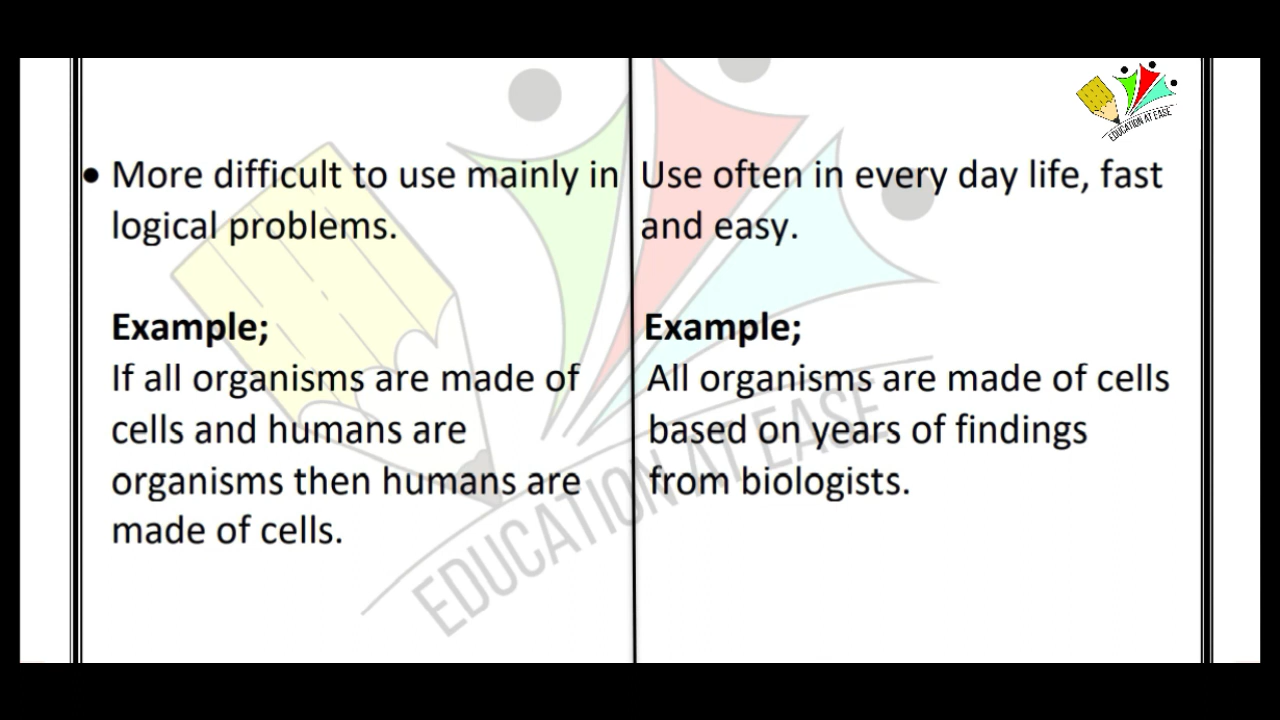 EDUCATION AT EASE
• More difficult to use mainly in
logical problems.
Example;
If all organisms are made of
cells and humans are
organisms then humans are
made of cells.
Use often in every day life, fast
and easy.
Example;
All organisms are made of cells
based on years of findings
from biologists.
EDUCATION AT EASE